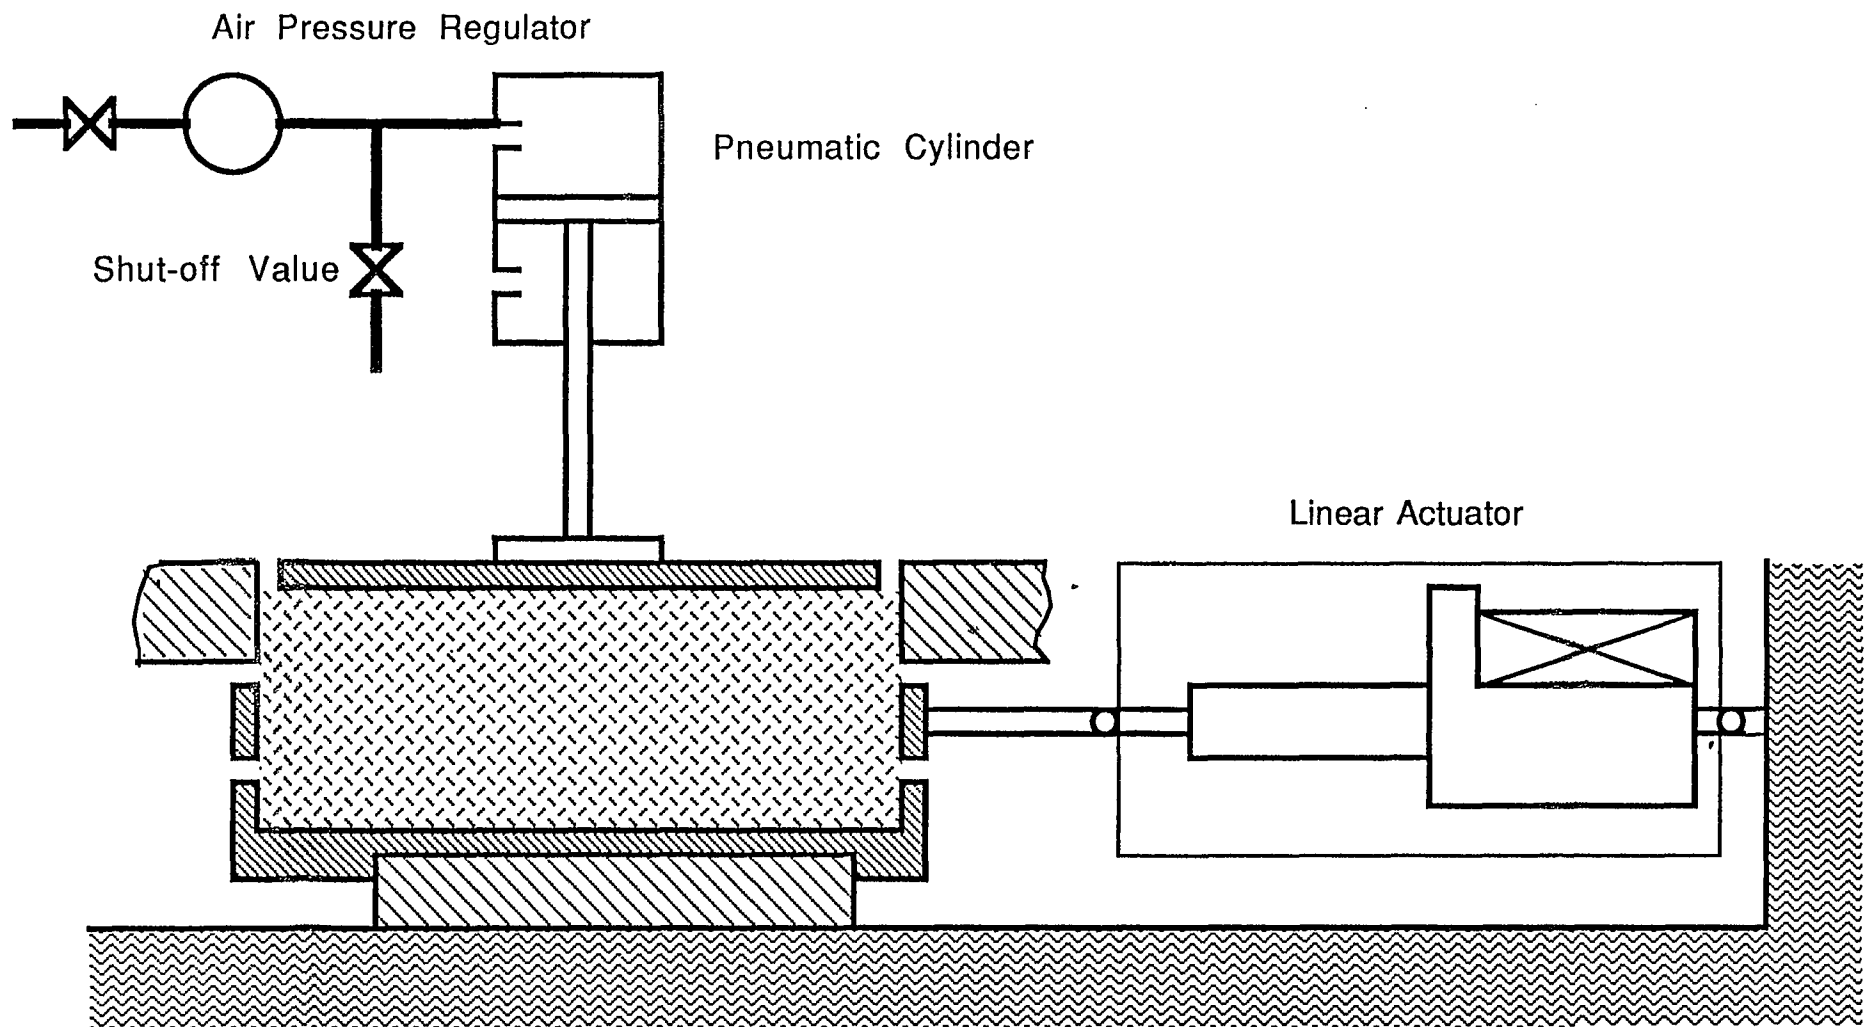 Air Pressure Regulator
Pneumatic Cylinder
Shut-off Value
Linear Actuator